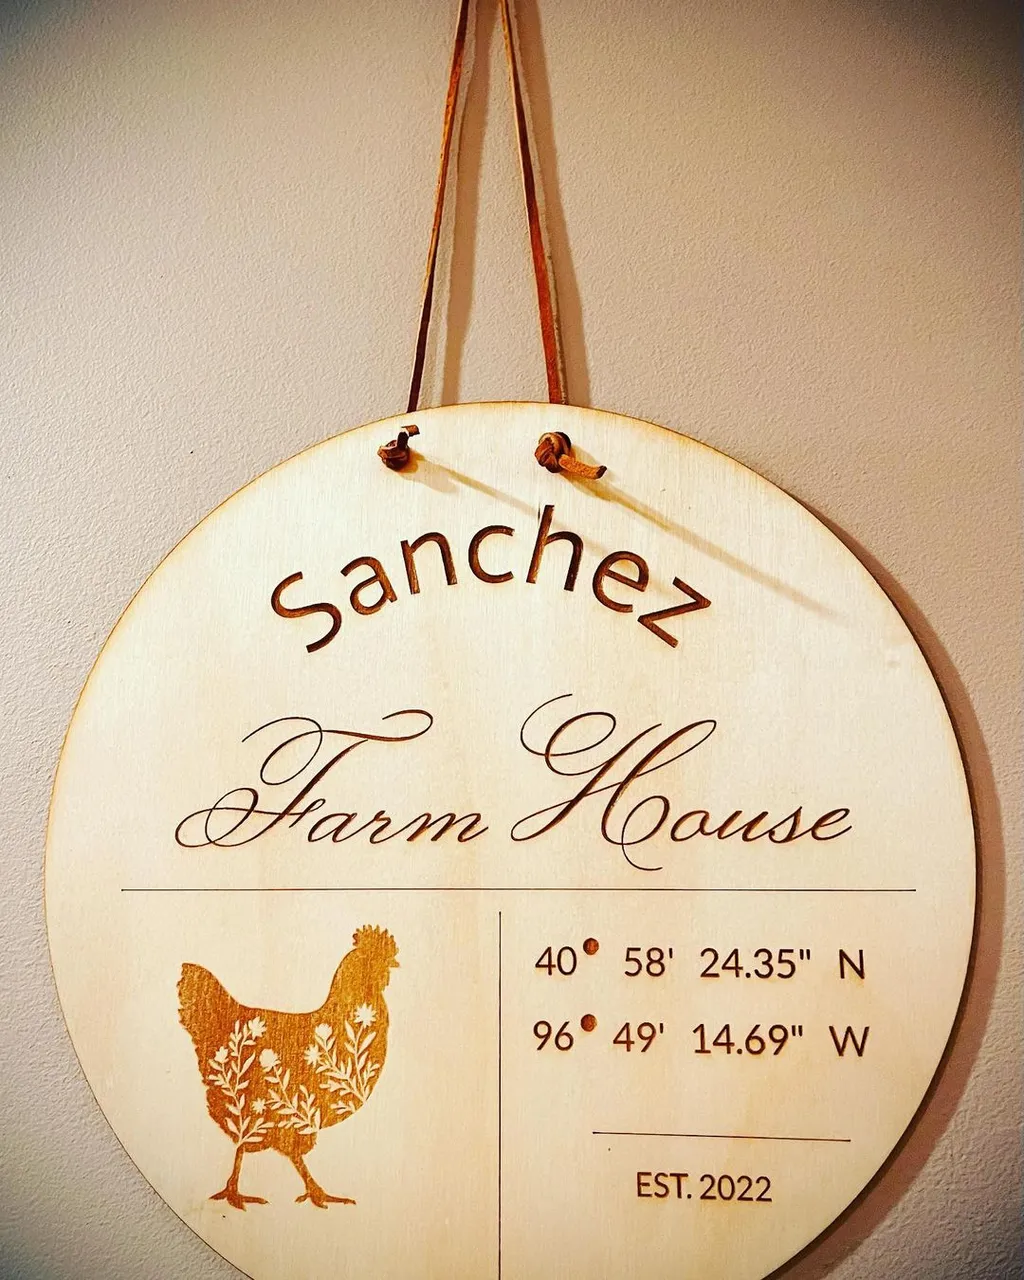 Sanchez
Farm House
40° 58' 24.35" N
96° 49' 14.69" W
EST. 2022